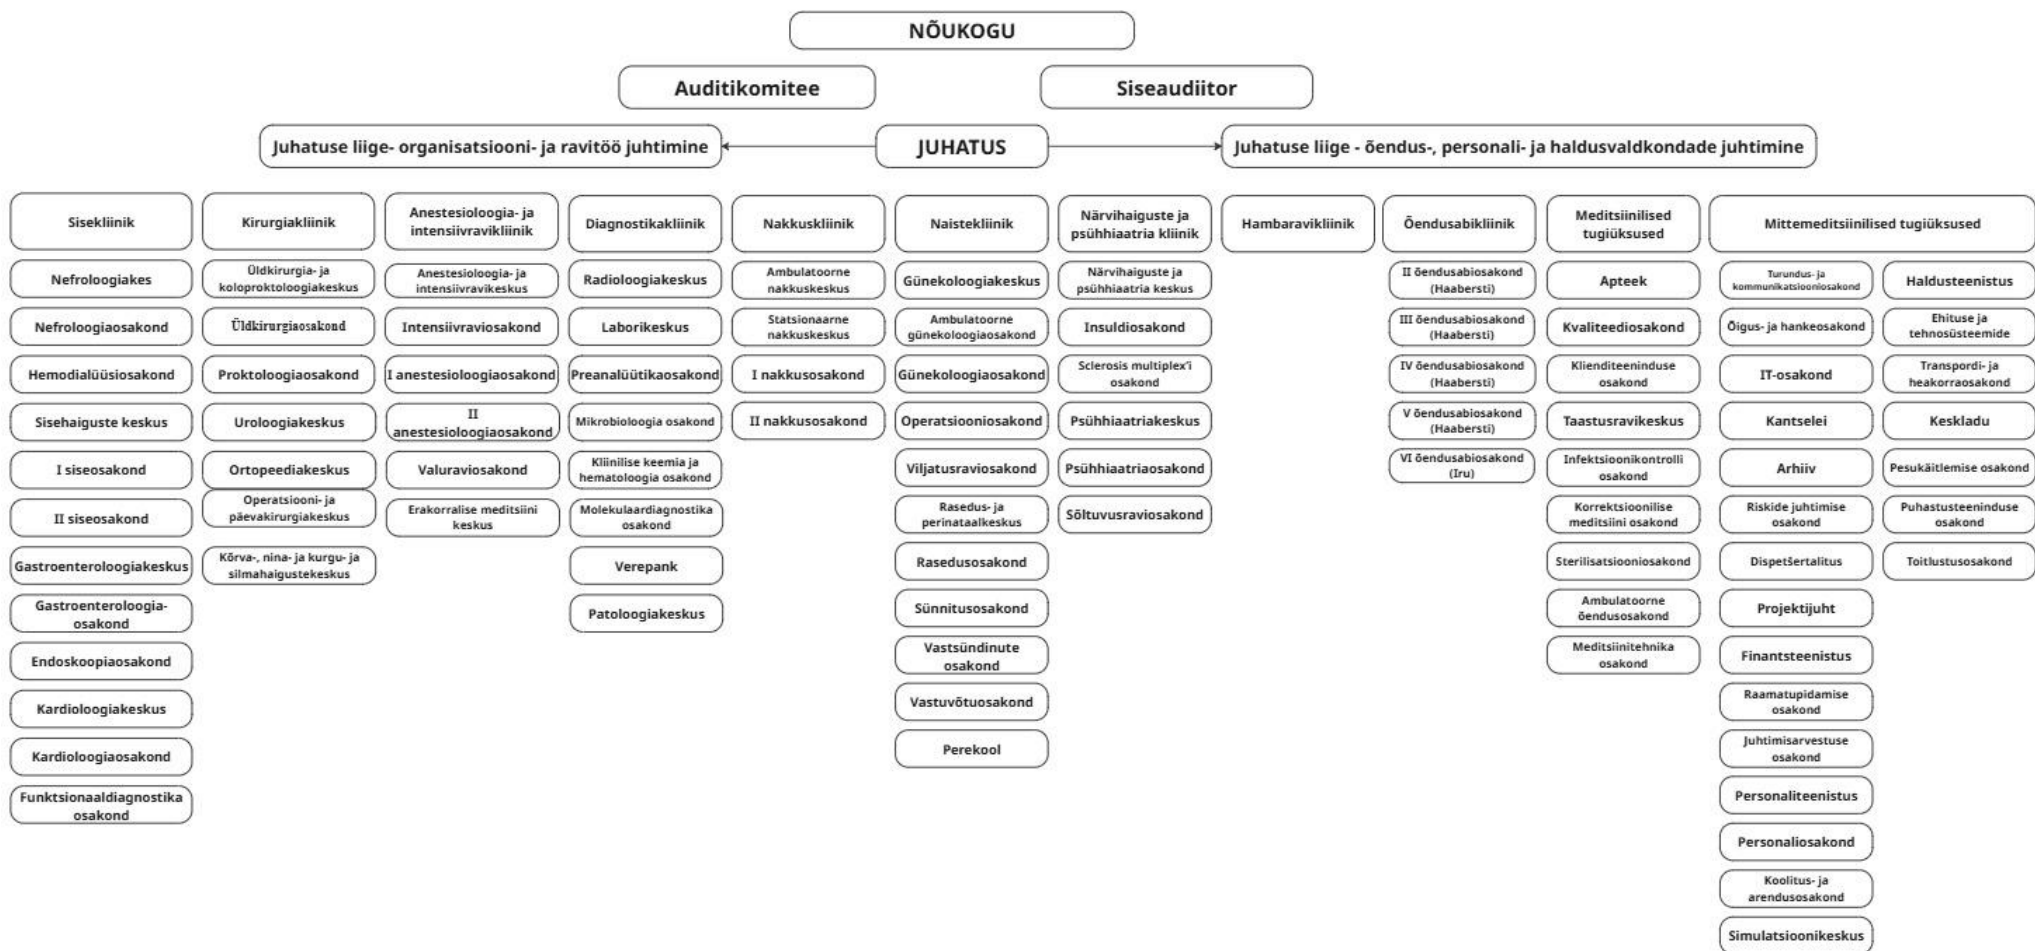 NÕUKOGU
Auditikomitee
Siseaudiitor
Juhatuse liige- organisatsiooni- ja ravitöö juhtimine
JUHATUS
Juhatuse liige - õendus-, personali- ja haldusvaldkondade juhtimine
Sisekliinik
Nefroloogiakes
Nefroloogiaosakond
Hemodialüüsiosakond
Sisehaiguste keskus
I siseosakond
II siseosakond
Gastroenteroloogiakeskus
Gastroenteroloogia-
osakond
Endoskoopiaosakond
Kardioloogiakeskus
Kardioloogiaosakond
Funktsionaaldiagnostika
osakond
Kirurgiakliinik
Üldkirurgia- ja
koloproktoloogiakeskus
Üldkirurgiaosakond
Proktoloogiaosakond
Uroloogiakeskus
Ortopeediakeskus
Operatsiooni- ja
päevakirurgiakeskus
Kõrva-, nina- ja kurgu- ja
silmahaigustekeskus
Anestesioloogia- ja
intensiivravikliinik
Anestesioloogia- ja
intensiivravikeskus
Intensiivraviosakond
I anestesioloogiaosakond
II
anestesioloogiaosakond
Valuraviosakond
Erakorralise meditsiini
keskus
Diagnostikakliinik
Radioloogiakeskus
Laborikeskus
Preanalüütikaosakond
Mikrobioloogia osakond
Kliinilise keemia ja
hematoloogia osakond
Molekulaardiagnostika
osakond
Verepank
Patoloogiakeskus
Nakkuskliinik
Ambulatoorne
nakkuskeskus
Statsionaarne
nakkuskeskus
I nakkusosakond
II nakkusosakond
Naistekliinik
Günekoloogiakeskus
Ambulatoorne
günekoloogiaosakond
Günekoloogiaosakond
Operatsiooniosakond
Viljatusraviosakond
Rasedus- ja
perinataalkeskus
Rasedusosakond
Sünnitusosakond
Vastsündinute
osakond
Vastuvõtuosakond
Perekool
Närvihaiguste ja
psühhiaatria kliinik
Närvihaiguste ja
psühhiaatria keskus
Insuldiosakond
Sclerosis multiplex'i
osakond
Psühhiaatriakeskus
Psühhiaatriaosakond
Sõltuvusraviosakond
Hambaravikliinik
Õendusabikliinik
II õendusabiosakond
(Haabersti)
III õendusabiosakond
(Haabersti)
IV õendusabiosakond
(Haabersti)
V õendusabiosakond
(Haabersti)
VI õendusabiosakond
(Iru)
Meditsiinilised
tugiüksused
Apteek
Kvaliteediosakond
Klienditeeninduse
osakond
Taastusravikeskus
Infektsioonikontrolli
osakond
Korrektsioonilise
meditsiini osakond
Sterilisatsiooniosakond
Ambulatoorne
õendusosakond
Meditsiinitehnika
osakond
Mittemeditsiinilised tugiüksused
Turundus- ja
kommunikatsiooniosakond
Õigus- ja hankeosakond
IT-osakond
Kantselei
Arhiiv
Riskide juhtimise
osakond
Dispetšertalitus
Projektijuht
Finantsteenistus
Raamatupidamise
osakond
Juhtimisarvestuse
osakond
Personaliteenistus
Personaliosakond
Koolitus- ja
arendusosakond
Simulatsioonikeskus
Haldusteenistus
Ehituse ja
tehnosüsteemide
Transpordi- ja
heakorraosakond
Keskladu
Pesukäitlemise osakond
Puhastusteeninduse
osakond
Toitlustusosakond